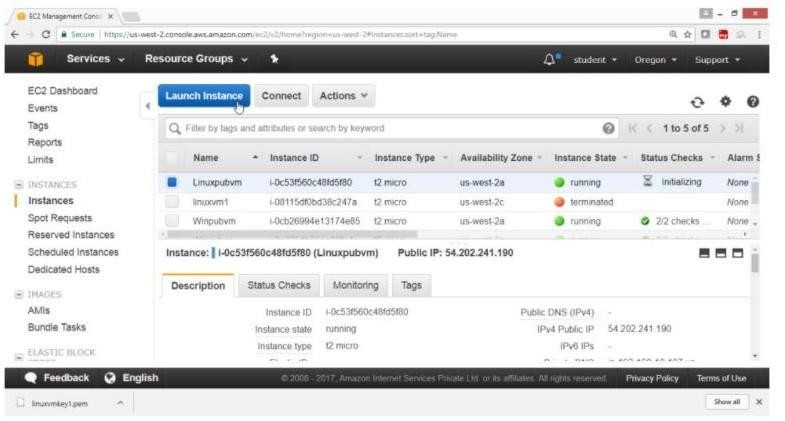 EC2 Management Conso
Secure https://us-west-2.console.aws.amazon.com/ec2/v2/home?region=us-west-2#Instances:sort=tag:Name
Services Resource Groups student Oregon Support
EC2 Dashboard
Events
Tags
Reports
Limits
INSTANCES
Instances
Spot Requests
Reserved Instances
Scheduled Instances
Dedicated Hosts
IMAGES
AMIs
Bundle Tasks
ELASTIC BLOCK
Launch Instance Connect Actions
Filter by tags and attributes or search by keyword 1 to 5 of 5
Name Instance ID Instance Type Availability Zone Instance State Status Checks Alarm S
Linuxpubvm i-0c53f560c48fd5f80 t2.micro us-west-2a running Initializing None
linuxvm1 i-08115df0bd38c247a t2.micro us-west-2c terminated None
Winpubvm i-0cb26994e13174e85 t2.micro us-west-2a running 2/2 checks ... None
Instance: i-0c53f560c48fd5f80 (Linuxpubvm) Public IP: 54.202.241.190
Description Status Checks Monitoring Tags
Instance ID i-0c53f560c48fd5f80 Public DNS (IPv4) -
Instance state running IPv4 Public IP 54.202.241.190
Instance type t2.micro IPv6 IPs -
Feedback English © 2008 - 2017, Amazon Internet Services Private Ltd. or its affiliates. All rights reserved. Privacy Policy Terms of Use
linuxvmkey1.pem Show all